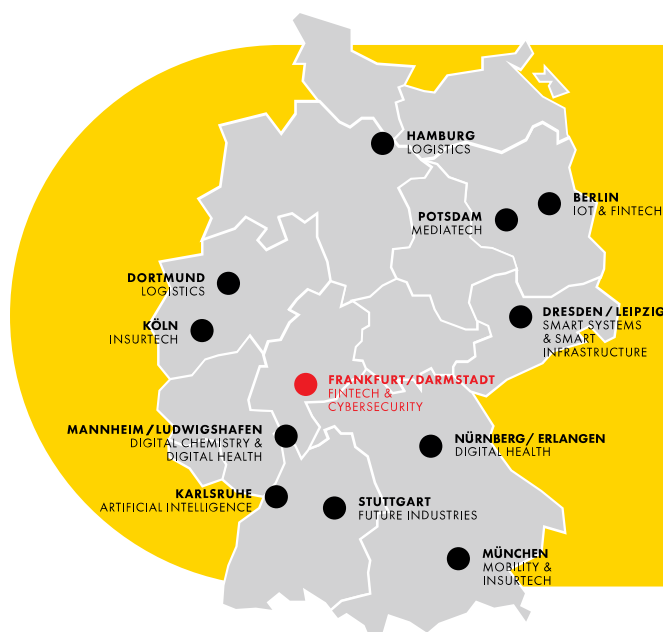 HAMBURG
LOGISTICS
BERLIN
IOT & FINTECH
POTSDAM
MEDIATECH
DORTMUND
LOGISTICS
DRESDEN / LEIPZIG
SMART SYSTEMS
& SMART
INFRASTRUCTURE
KÖLN
INSURTECH
FRANKFURT/DARMSTADT
FINTECH &
CYBERSECURITY
MANNHEIM/LUDWIGSHAFEN
DIGITAL CHEMISTRY &
DIGITAL HEALTH
NÜRNBERG/ ERLANGEN
DIGITAL HEALTH
KARLSRUHE
ARTIFICIAL INTELLIGENCE
STUTTGART
FUTURE INDUSTRIES
MÜNCHEN
MOBILITY &
INSURTECH